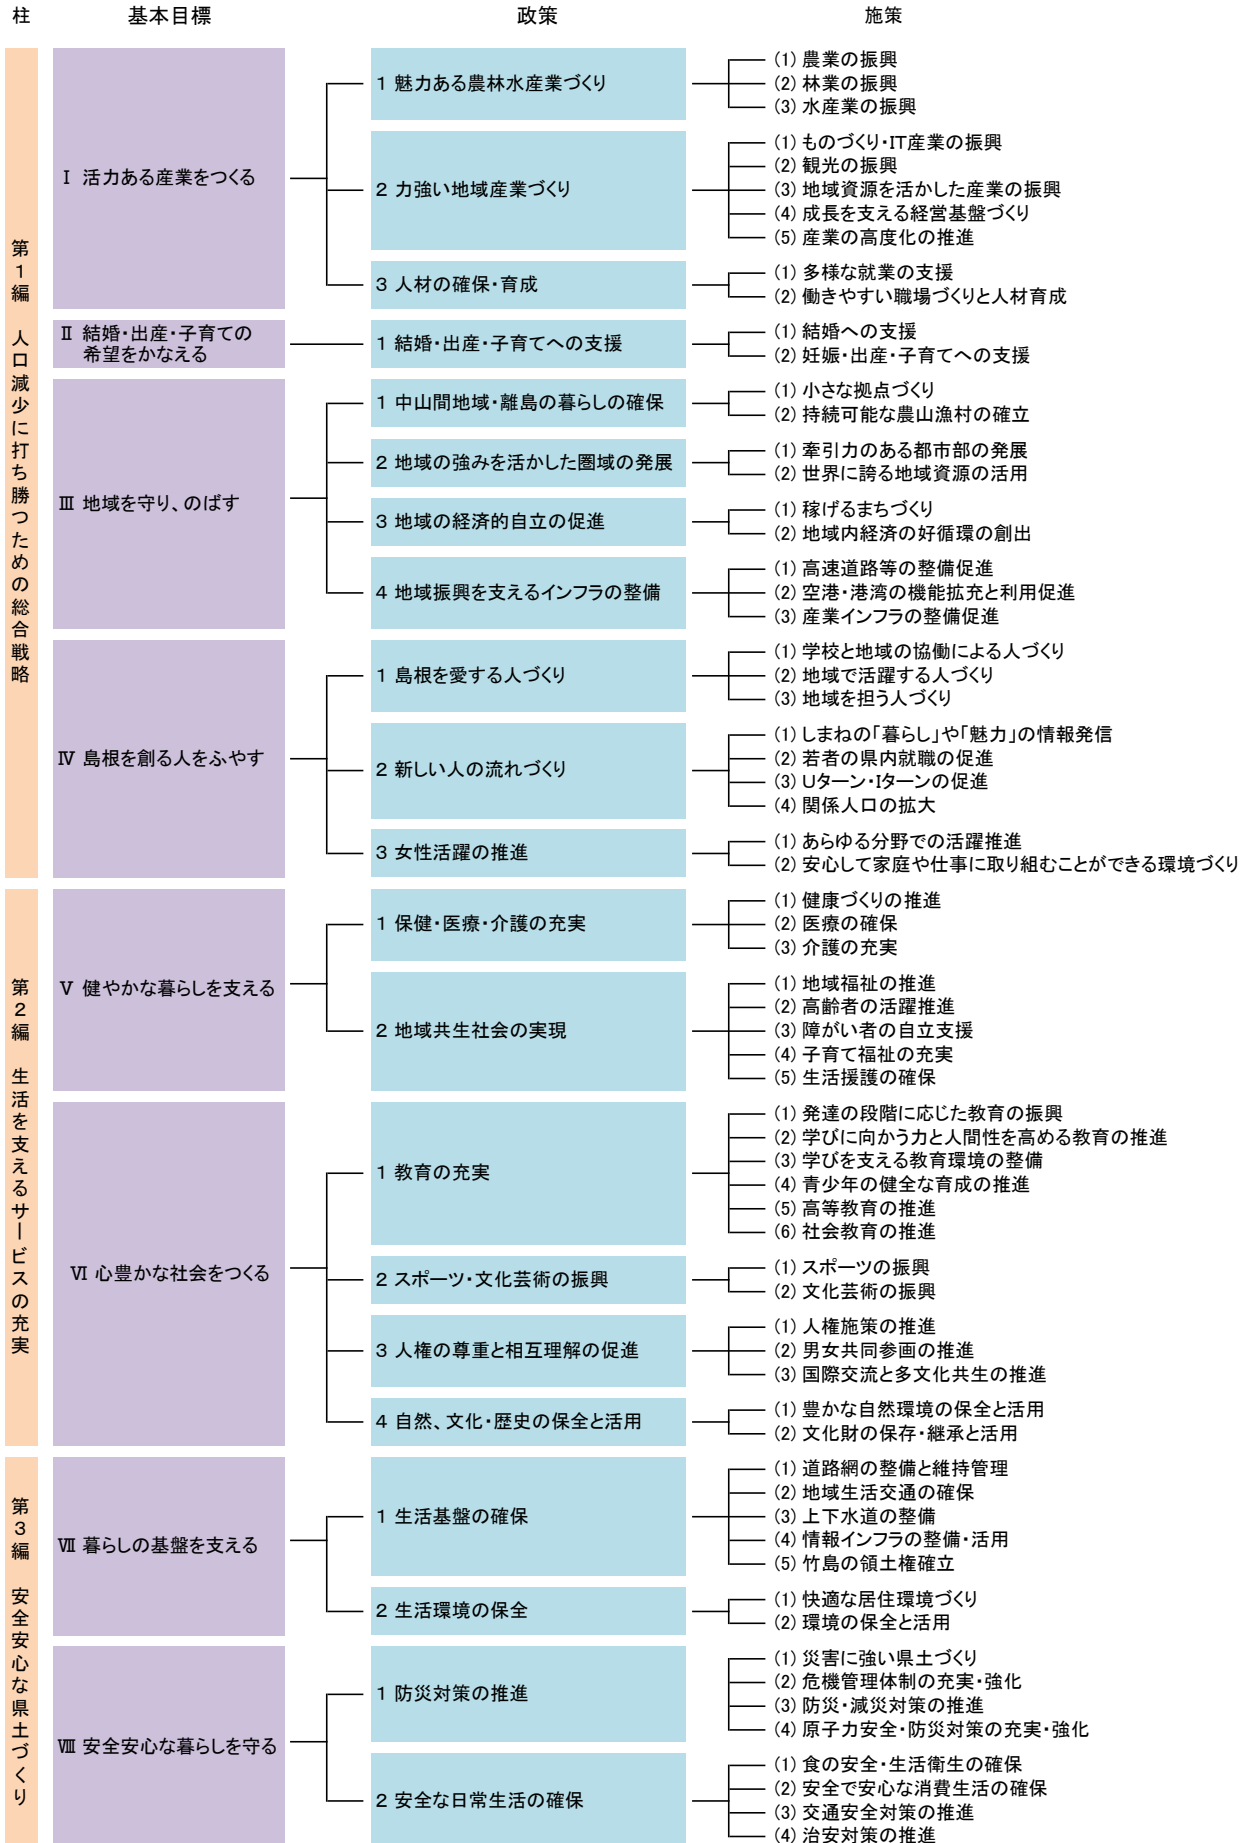 柱 基本目標 政策 施策
第1編 人口減少に打ち勝つための総合戦略
Ⅰ 活力ある産業をつくる
1 魅力ある農林水産業づくり
(1) 農業の振興
(2) 林業の振興
(3) 水産業の振興
2 力強い地域産業づくり
(1) ものづくり・IT産業の振興
(2) 観光の振興
(3) 地域資源を活かした産業の振興
(4) 成長を支える経営基盤づくり
(5) 産業の高度化の推進
3 人材の確保・育成
(1) 多様な就業の支援
(2) 働きやすい職場づくりと人材育成
Ⅱ 結婚・出産・子育ての
希望をかなえる
1 結婚・出産・子育てへの支援
(1) 結婚への支援
(2) 妊娠・出産・子育てへの支援
Ⅲ 地域を守り、のばす
1 中山間地域・離島の暮らしの確保
(1) 小さな拠点づくり
(2) 持続可能な農山漁村の確立
2 地域の強みを活かした圏域の発展
(1) 牽引力のある都市部の発展
(2) 世界に誇る地域資源の活用
3 地域の経済的自立の促進
(1) 稼げるまちづくり
(2) 地域内経済の好循環の創出
4 地域振興を支えるインフラの整備
(1) 高速道路等の整備促進
(2) 空港・港湾の機能拡充と利用促進
(3) 産業インフラの整備促進
Ⅳ 島根を創る人をふやす
1 島根を愛する人づくり
(1) 学校と地域の協働による人づくり
(2) 地域で活躍する人づくり
(3) 地域を担う人づくり
2 新しい人の流れづくり
(1) しまねの「暮らし」や「魅力」の情報発信
(2) 若者の県内就職の促進
(3) Uターン・Iターンの促進
(4) 関係人口の拡大
3 女性活躍の推進
(1) あらゆる分野での活躍推進
(2) 安心して家庭や仕事に取り組むことができる環境づくり
第2編 生活を支えるサービスの充実
Ⅴ 健やかな暮らしを支える
1 保健・医療・介護の充実
(1) 健康づくりの推進
(2) 医療の確保
(3) 介護の充実
2 地域共生社会の実現
(1) 地域福祉の推進
(2) 高齢者の活躍推進
(3) 障がい者の自立支援
(4) 子育て福祉の充実
(5) 生活援護の確保
Ⅵ 心豊かな社会をつくる
1 教育の充実
(1) 発達の段階に応じた教育の振興
(2) 学びに向かう力と人間性を高める教育の推進
(3) 学びを支える教育環境の整備
(4) 青少年の健全な育成の推進
(5) 高等教育の推進
(6) 社会教育の推進
2 スポーツ・文化芸術の振興
(1) スポーツの振興
(2) 文化芸術の振興
3 人権の尊重と相互理解の促進
(1) 人権施策の推進
(2) 男女共同参画の推進
(3) 国際交流と多文化共生の推進
4 自然、文化・歴史の保全と活用
(1) 豊かな自然環境の保全と活用
(2) 文化財の保存・継承と活用
第3編 安全安心な県土づくり
Ⅶ 暮らしの基盤を支える
1 生活基盤の確保
(1) 道路網の整備と維持管理
(2) 地域生活交通の確保
(3) 上下水道の整備
(4) 情報インフラの整備・活用
(5) 竹島の領土権確立
2 生活環境の保全
(1) 快適な居住環境づくり
(2) 環境の保全と活用
Ⅷ 安全安心な暮らしを守る
1 防災対策の推進
(1) 災害に強い県土づくり
(2) 危機管理体制の充実・強化
(3) 防災・減災対策の推進
(4) 原子力安全・防災対策の充実・強化
2 安全な日常生活の確保
(1) 食の安全・生活衛生の確保
(2) 安全で安心な消費生活の確保
(3) 交通安全対策の推進
(4) 治安対策の推進